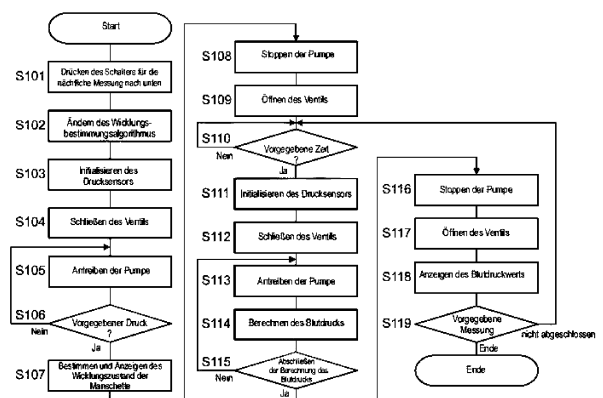 Start
S101
Drücken des Schalters für die
nächtliche Messung nach unten
S102
Ändern des Wicklungs-
bestimmungsalgorithmus
S103
Initialisieren des
Drucksensors
S104
Schließen des Ventils
S105
Antreiben der Pumpe
S106
Vorgegebener Druck
?
Nein
Ja
S107
Bestimmen und Anzeigen des
Wicklungszustand der
Manschette
S108
Stoppen der Pumpe
S109
Öffnen des Ventils
S110
Vorgegebene Zeit
?
Nein
Ja
S111
Initialisieren des Drucksensors
S112
Schließen des Ventils
S113
Antreiben der Pumpe
S114
Berechnen des Blutdrucks
S115
Abschließen
der Berechnung des
Blutdrucks
Nein
Ja
S116
Stoppen der Pumpe
S117
Öffnen des Ventils
S118
Anzeigen des Blutdruckwerts
S119
Vorgegebene
Messung
nicht abgeschlossen
Ende
Ende